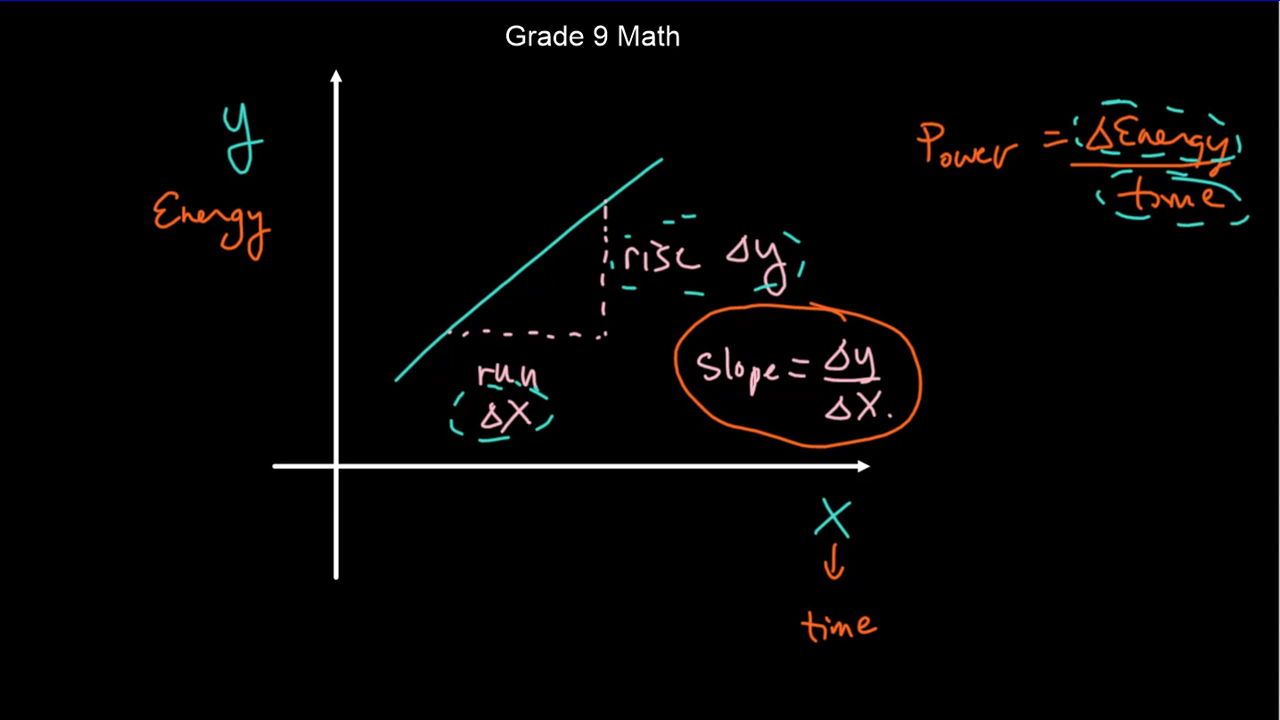 Grade 9 Math
y
Energy
Power = ΔEnergy
time
rise Δy
run
ΔX
Slope = Δy
ΔX.
X
↓
time